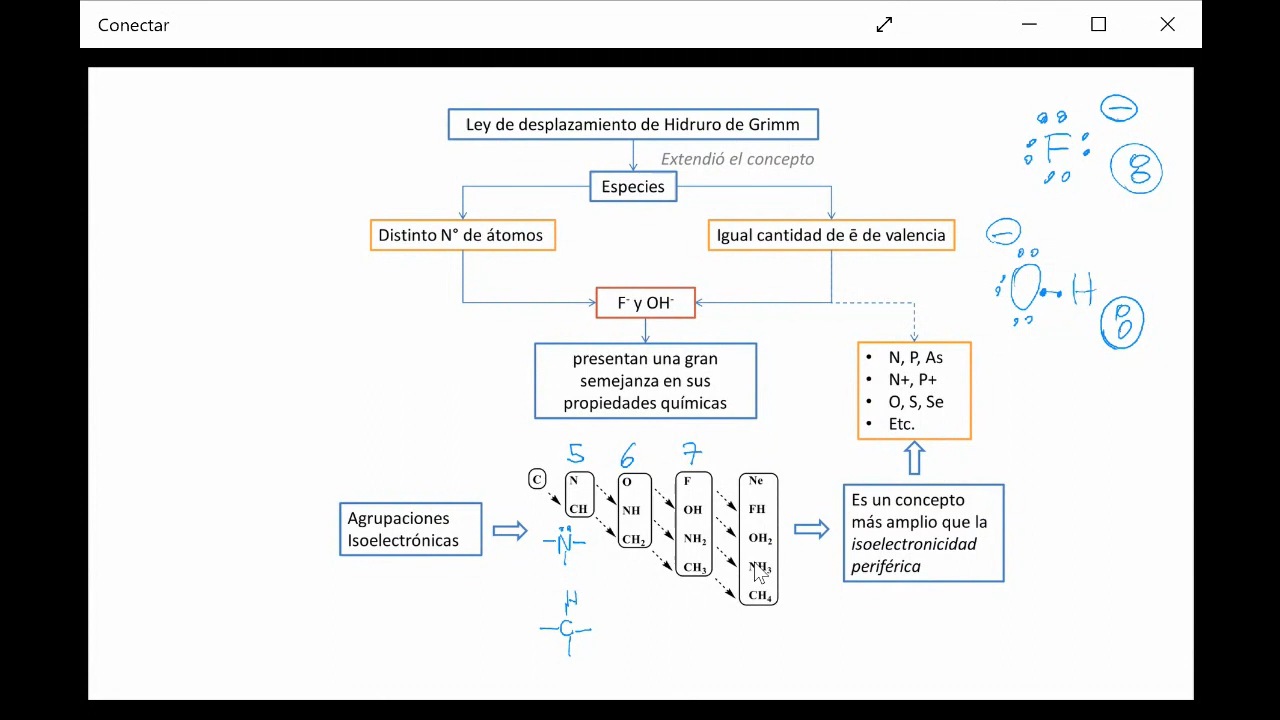 Conectar
Ley de desplazamiento de Hidruro de Grimm
Extendió el concepto
Especies
Distinto N° de átomos
Igual cantidad de ē de valencia
F⁻ y OH⁻
presentan una gran
semejanza en sus
propiedades químicas
• N, P, As
• N+, P+
• O, S, Se
• Etc.
F
8
O H
8
5 6 7
Agrupaciones
Isoelectrónicas
C N O F Ne
CH NH OH FH
CH₂ NH₂ OH₂
CH₃ NH₃
CH₄
N
H
C
Es un concepto
más amplio que la
isoelectronicidad
periférica